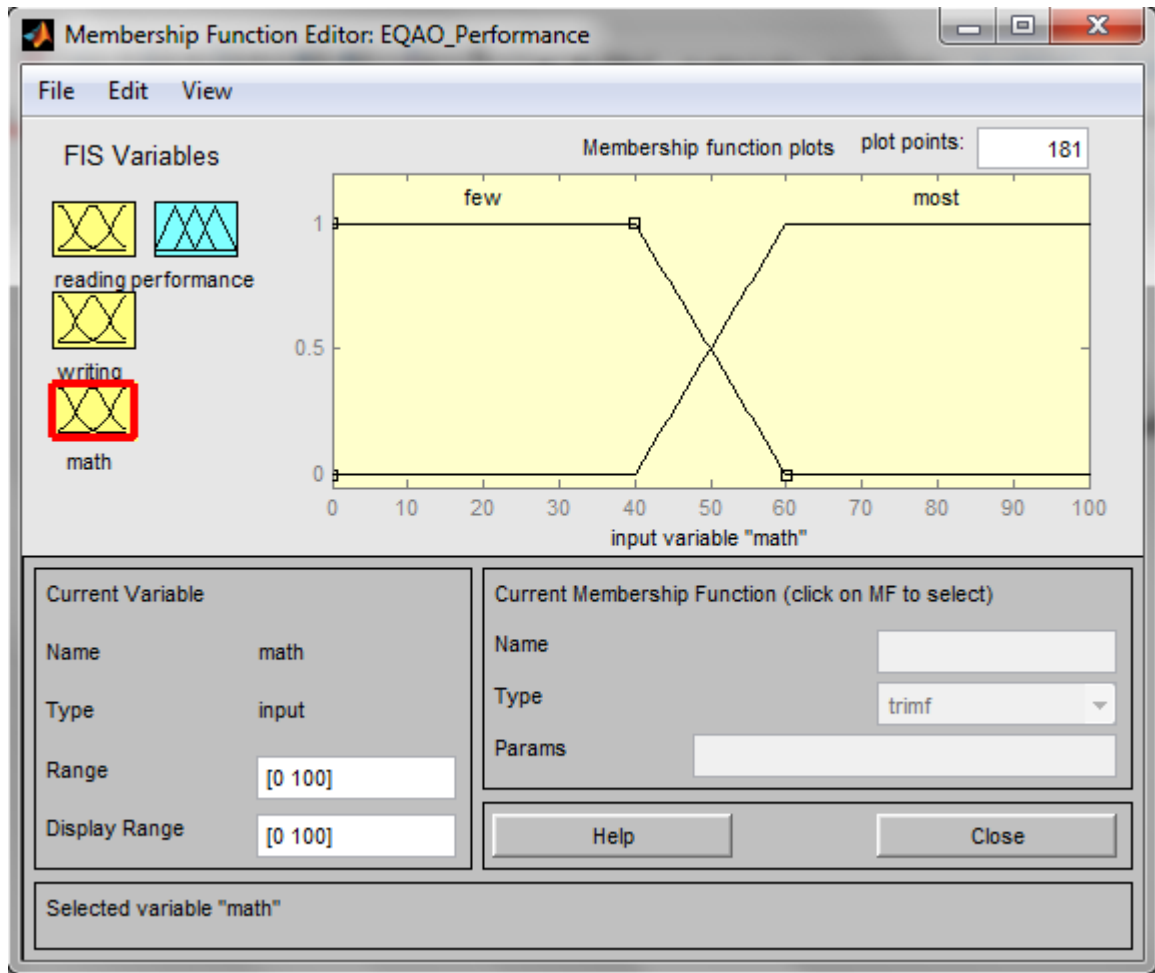 Membership Function Editor: EQAO_Performance
File Edit View
FIS Variables
Membership function plots plot points: 181
few most
reading performance
writing
math
1
0.5
0
0 10 20 30 40 50 60 70 80 90 100
input variable "math"
Current Variable
Name math
Type input
Range [0 100]
Display Range [0 100]
Current Membership Function (click on MF to select)
Name
Type trimf
Params
Help Close
Selected variable "math"